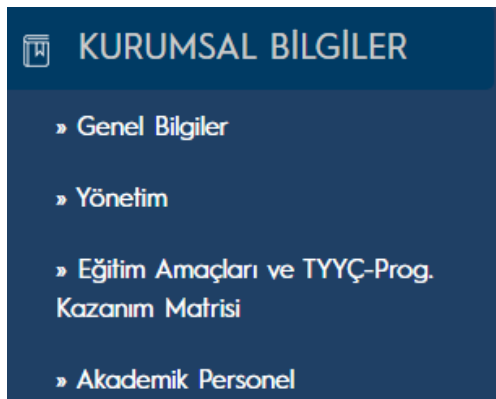 KURUMSAL BİLGİLER
» Genel Bilgiler
» Yönetim
» Eğitim Amaçları ve TYYÇ-Prog.
Kazanım Matrisi
» Akademik Personel